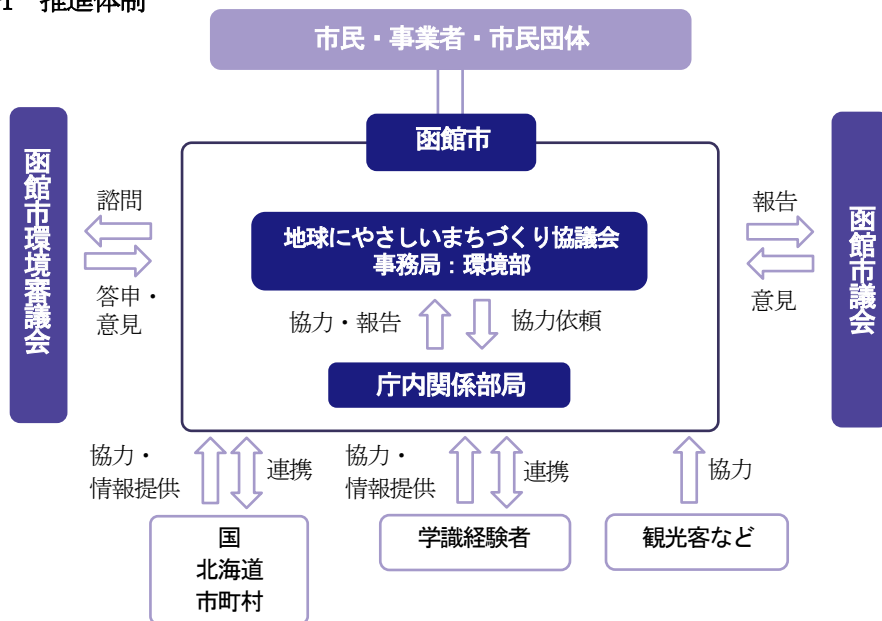 推進体制
市民・事業者・市民団体
函館市
函館市環境審議会
諮問
答申・
意見
地球にやさしいまちづくり協議会
事務局：環境部
協力・報告
協力依頼
庁内関係部局
報告
意見
函館市議会
協力・
情報提供
連携
協力・
情報提供
連携
協力
国
北海道
市町村
学識経験者
観光客など